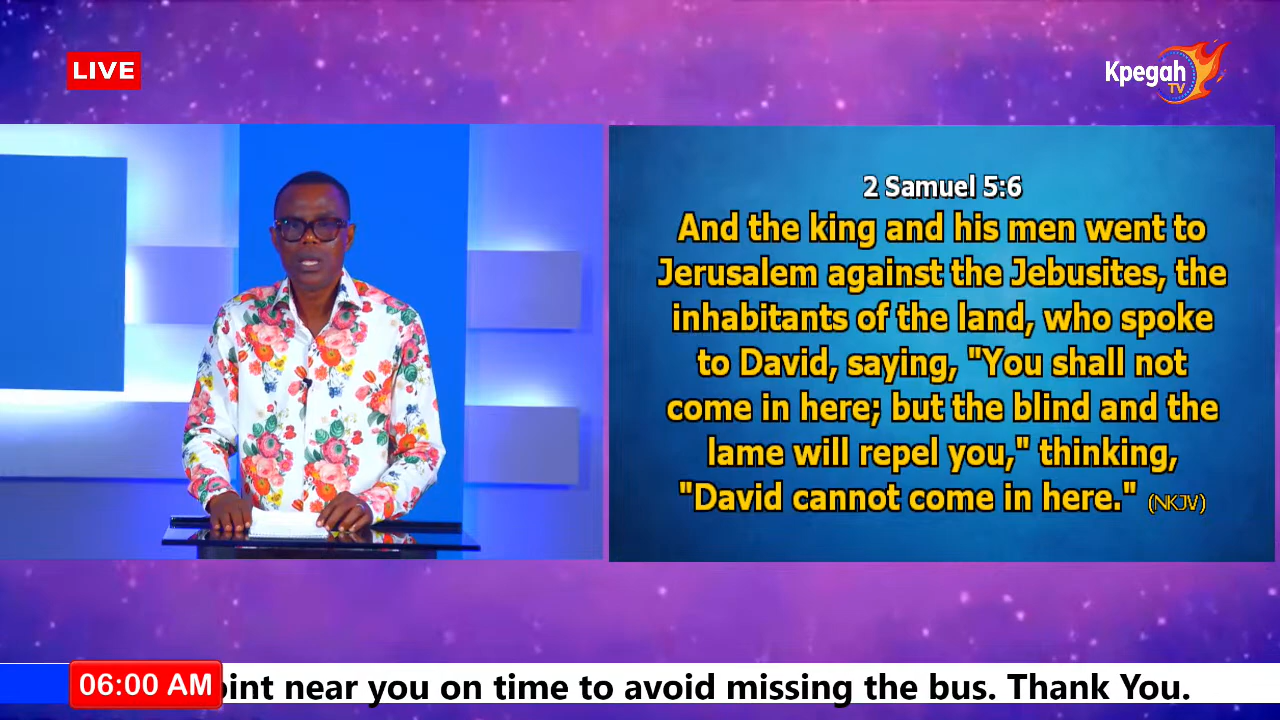 LIVE
Kpegah
TV
2 Samuel 5:6
And the king and his men went to
Jerusalem against the Jebusites, the
inhabitants of the land, who spoke
to David, saying, "You shall not
come in here; but the blind and the
lame will repel you," thinking,
"David cannot come in here." (NKJV)
06:00 AM
near you on time to avoid missing the bus. Thank You.